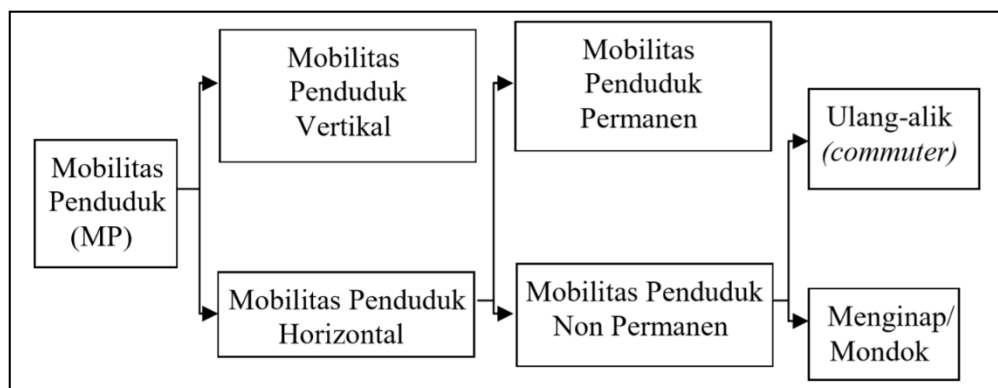 Mobilitas
Penduduk
(MP)
Mobilitas
Penduduk
Vertikal
Mobilitas Penduduk
Horizontal
Mobilitas
Penduduk
Permanen
Mobilitas Penduduk
Non Permanen
Ulang-alik
(commuter)
Menginap/
Mondok